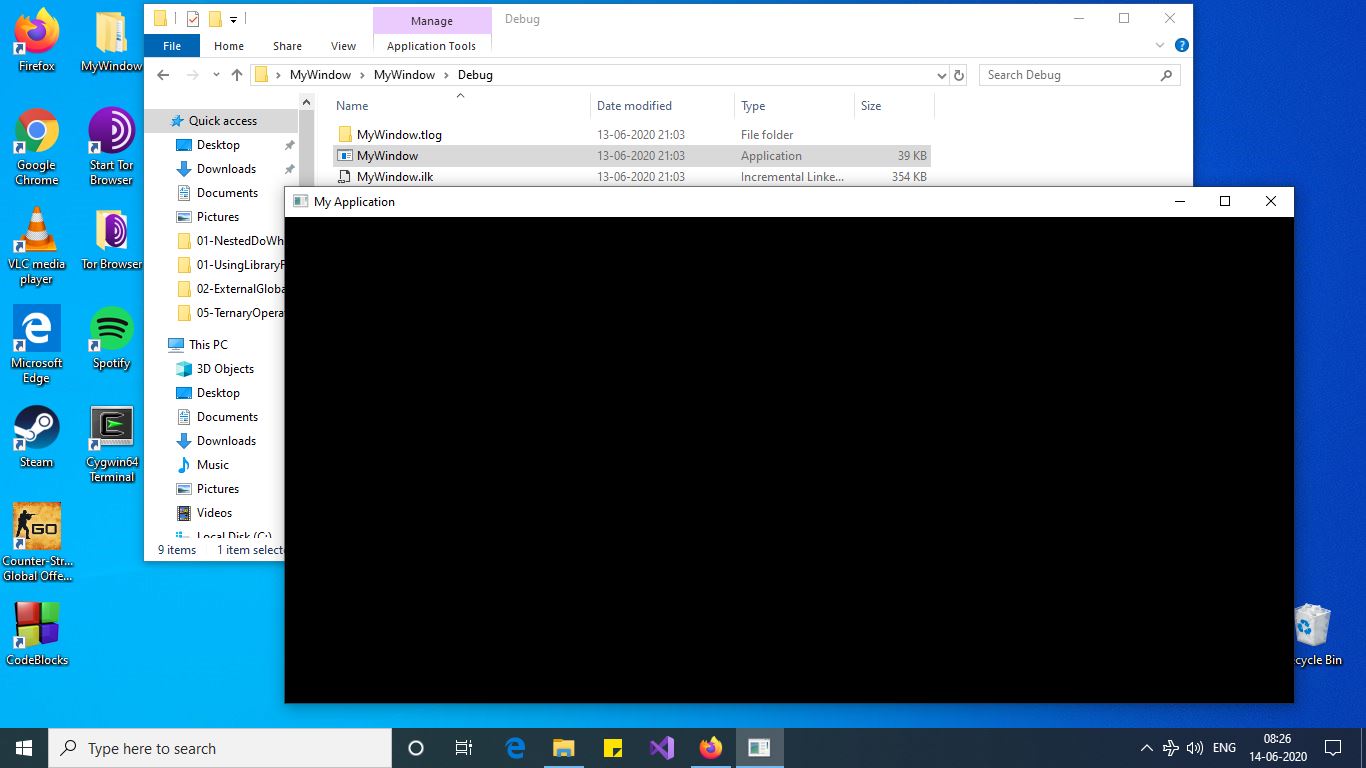 Manage
Debug
File
Home
Share
View
Application Tools
MyWindow
MyWindow
Debug
Search Debug
Name
Date modified
Type
Size
MyWindow.tlog
13-06-2020 21:03
File folder
MyWindow
13-06-2020 21:03
Application
39 KB
MyWindow.ilk
13-06-2020 21:03
Incremental Linke...
354 KB
Quick access
Desktop
Downloads
Documents
Pictures
01-NestedDoWh
01-UsingLibraryF
02-ExternalGloba
05-TernaryOpera
This PC
3D Objects
Desktop
Documents
Downloads
Music
Pictures
Videos
Local Disk (C:)
9 items
1 item selecte
My Application
Firefox
MyWindow
Google
Chrome
Start Tor
Browser
VLC media
player
Tor Browser
Microsoft
Edge
Spotify
Steam
Cygwin64
Terminal
GO
Counter-Str...
Global Offe...
CodeBlocks
ecycle Bin
Type here to search
ENG
08:26
14-06-2020